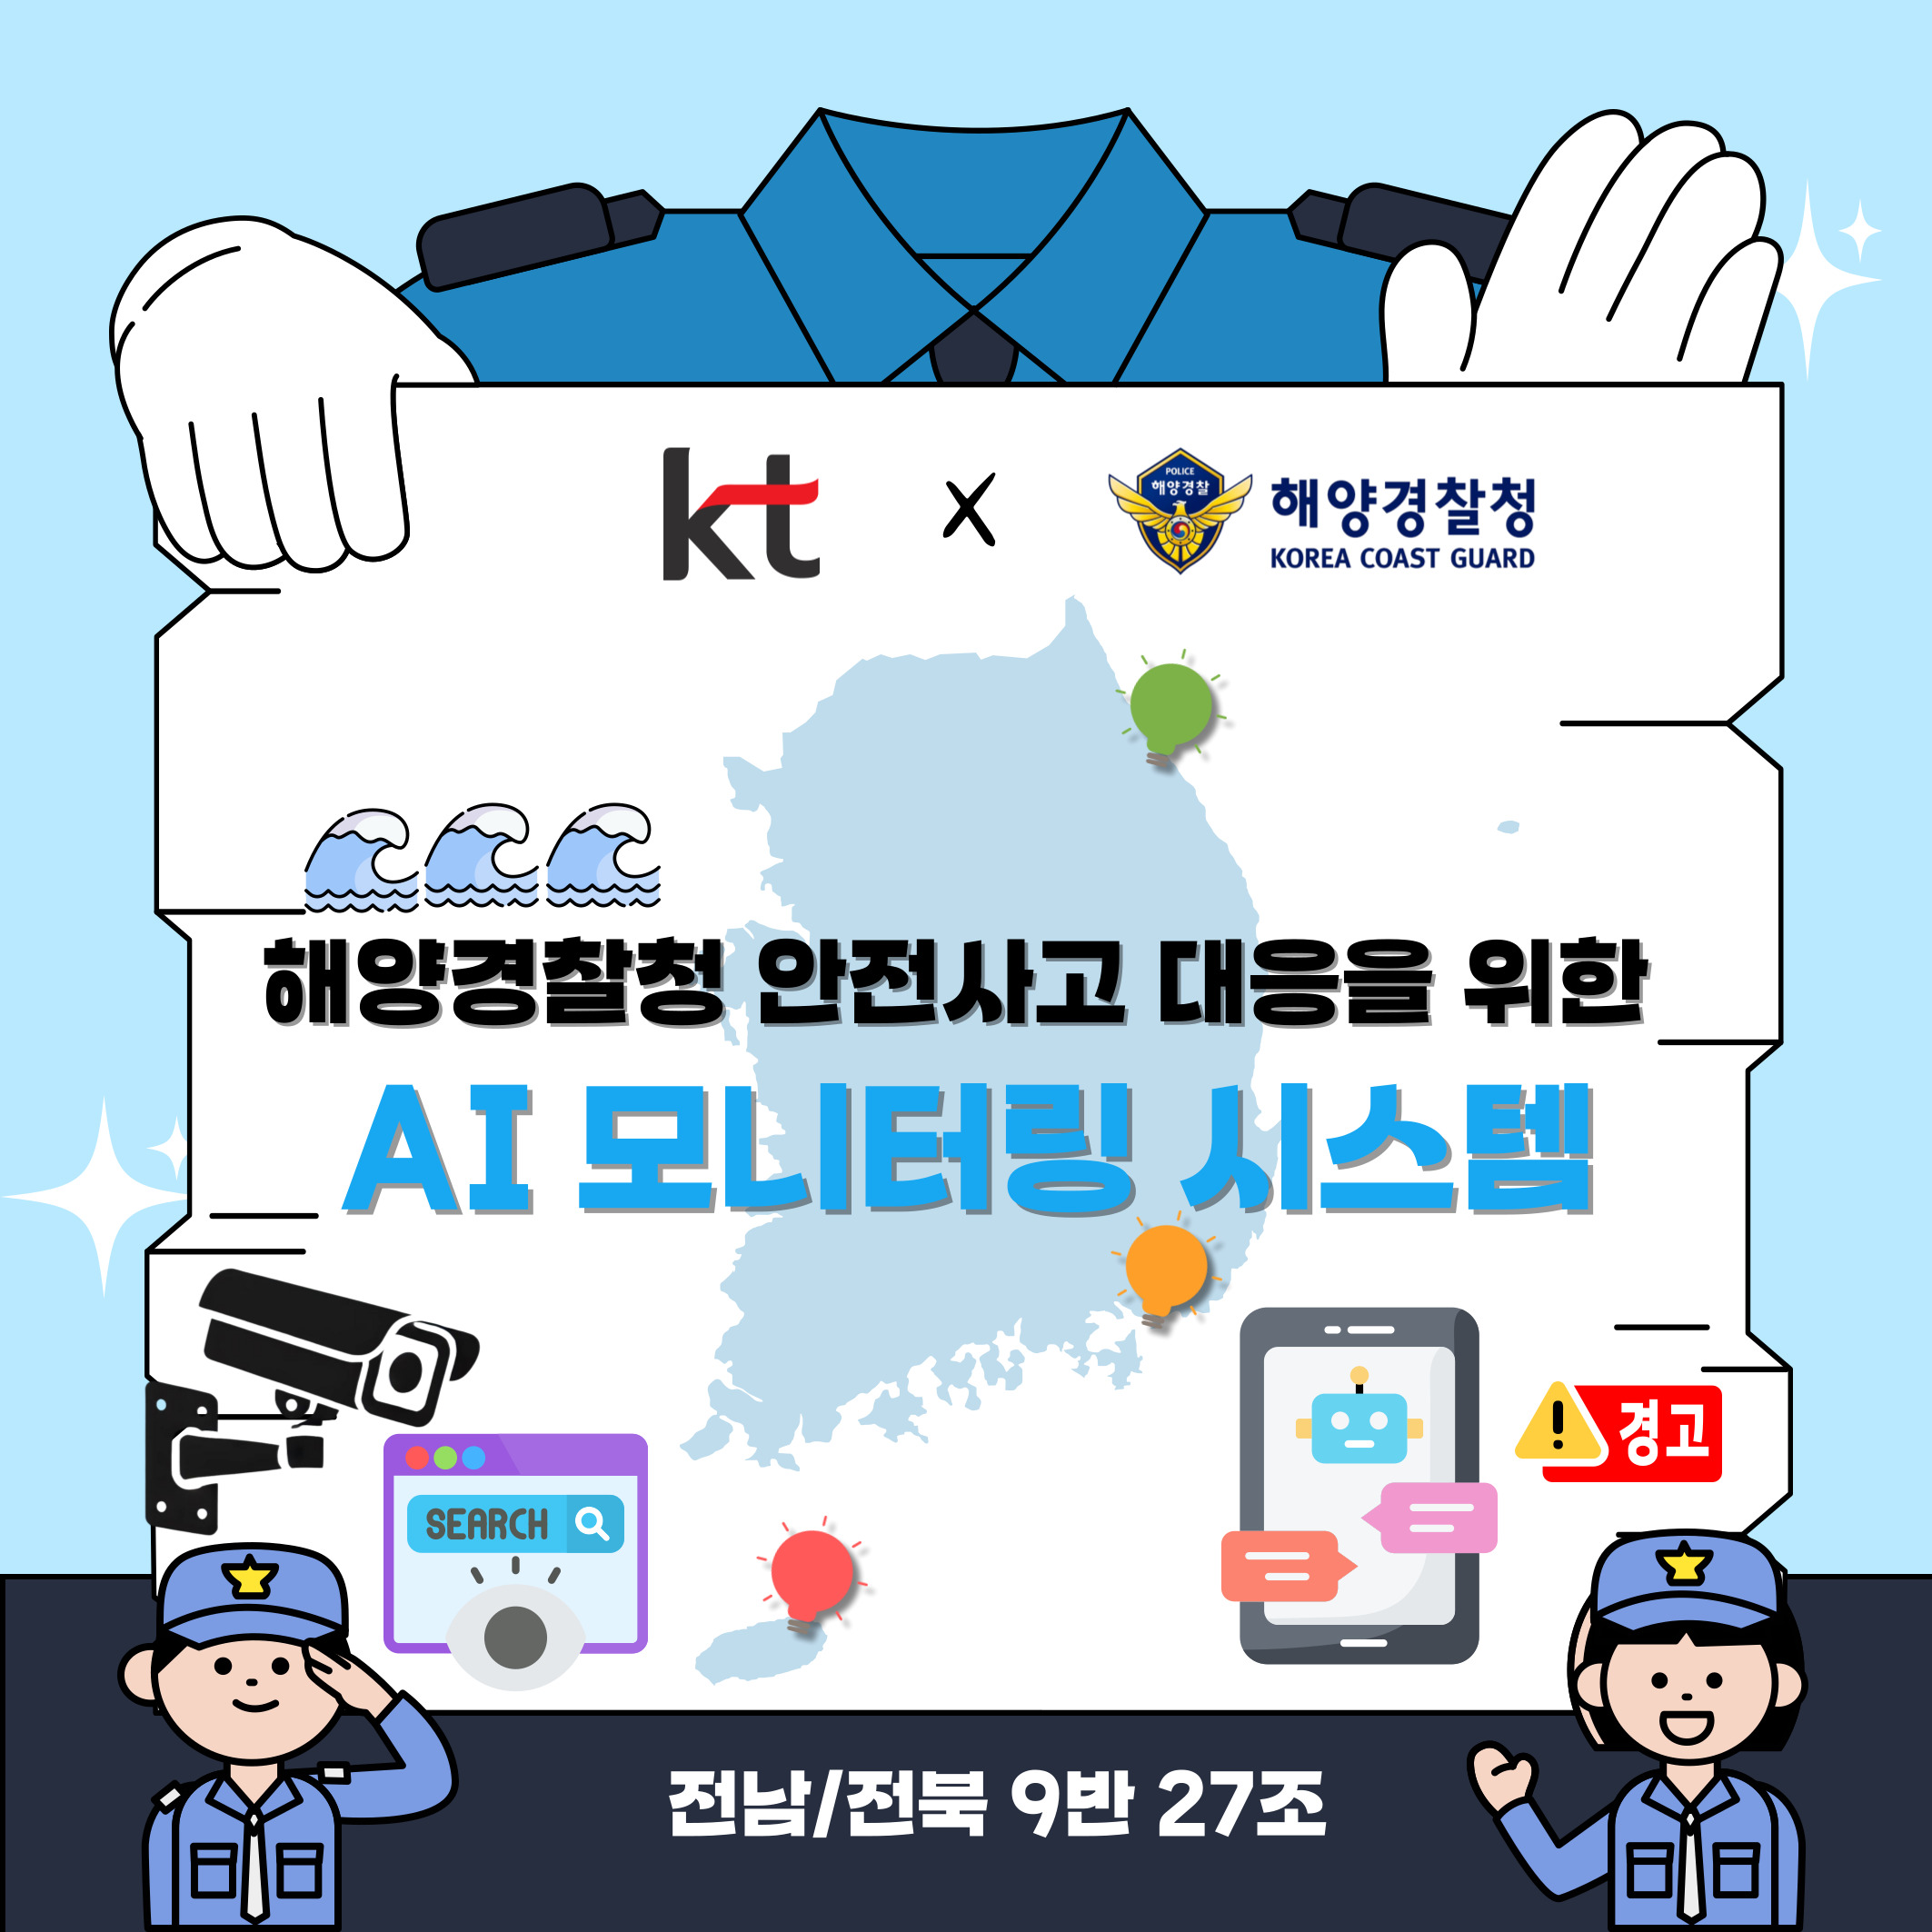 kt X POLICE 해양경찰 해양경찰청
KOREA COAST GUARD
해양경찰청 안전사고 대응을 위한
AI 모니터링 시스템
경고
SEARCH
전남/전북 9반 27조